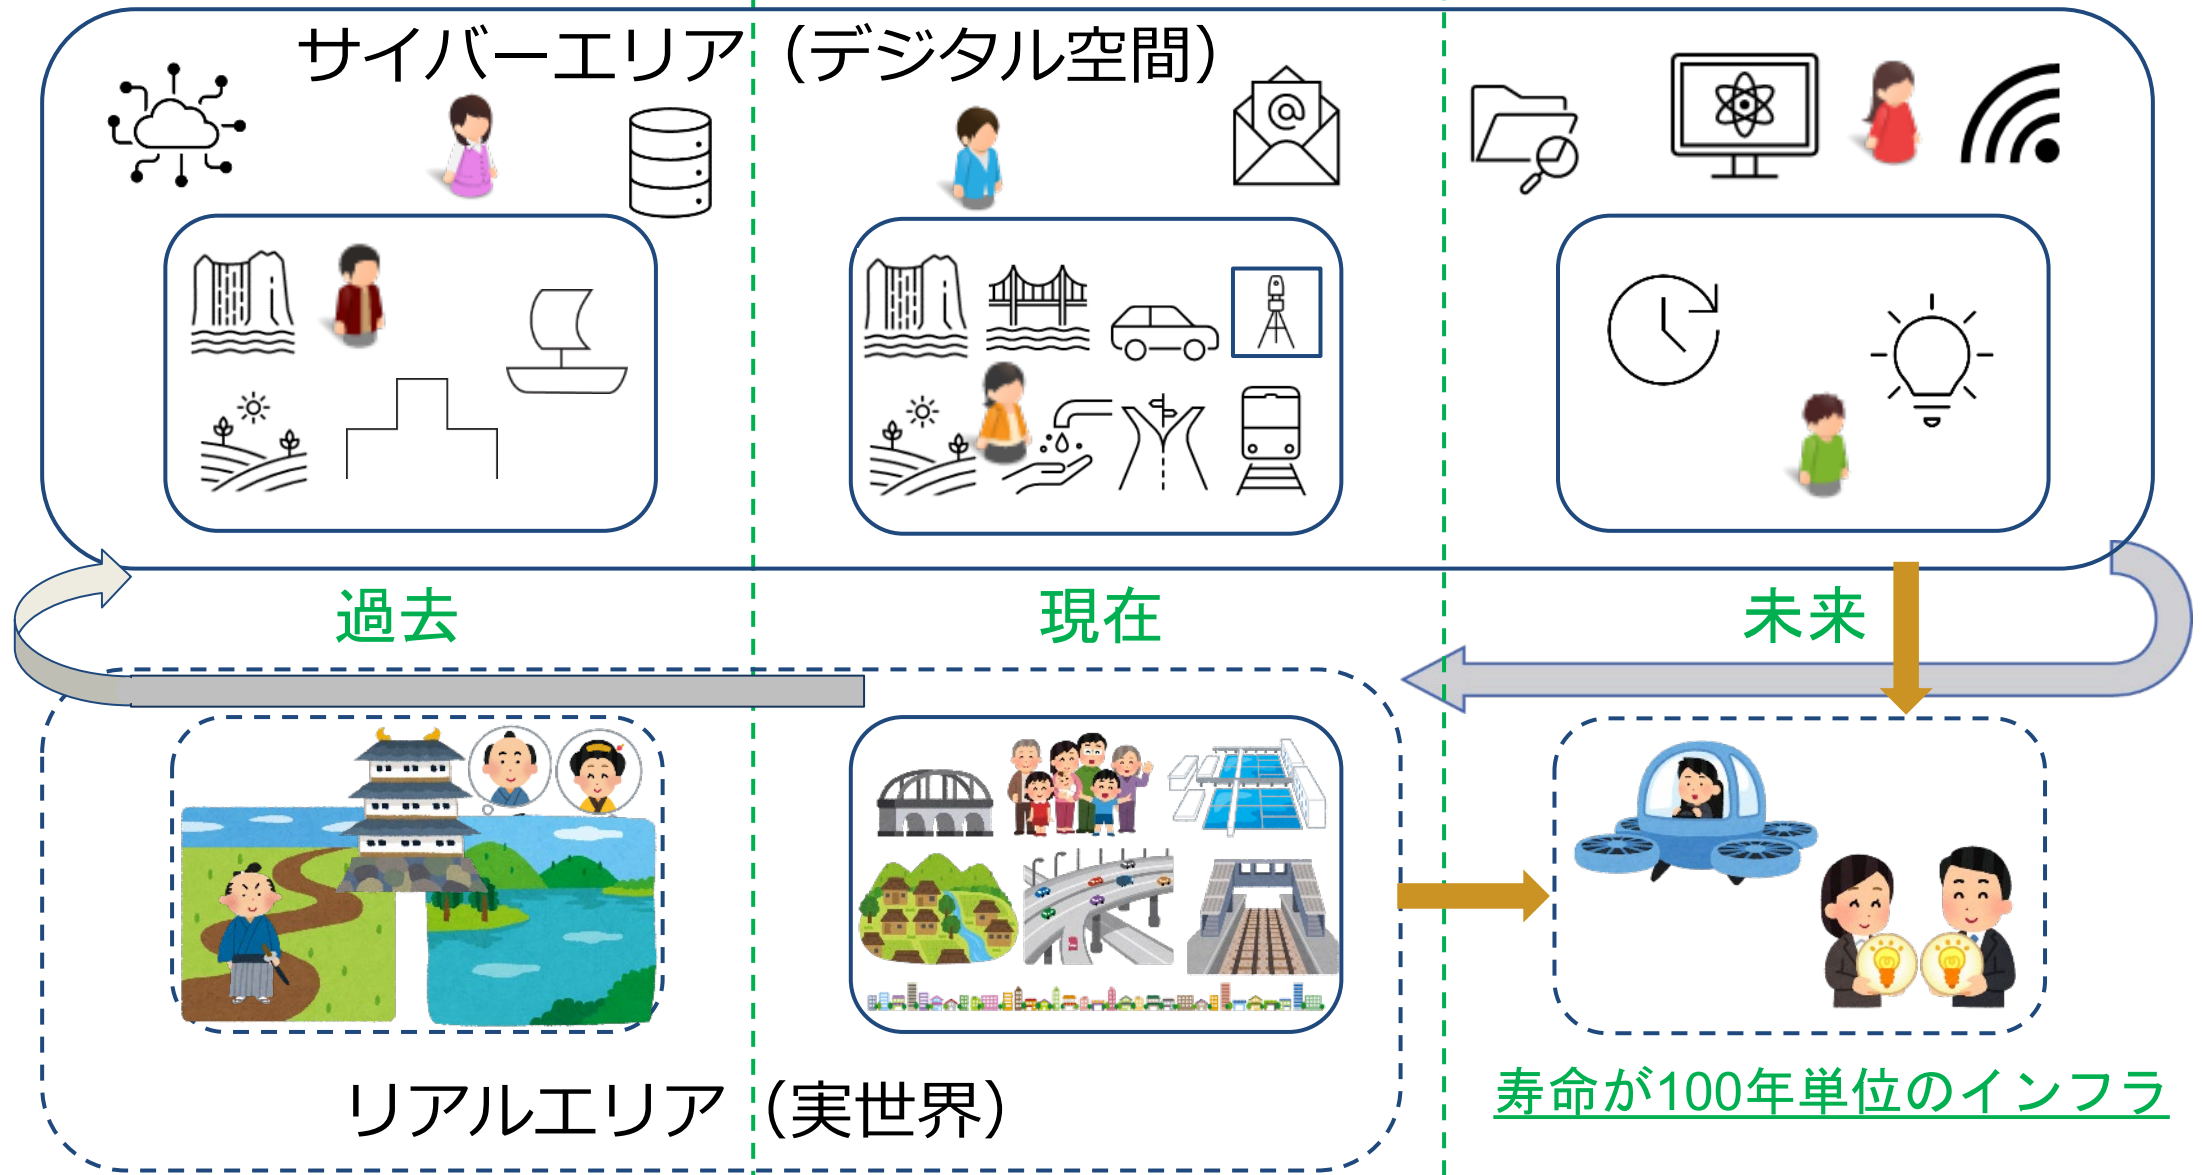 サイバーエリア（デジタル空間）
@
過去
現在
未来
リアルエリア（実世界）
寿命が100年単位のインフラ